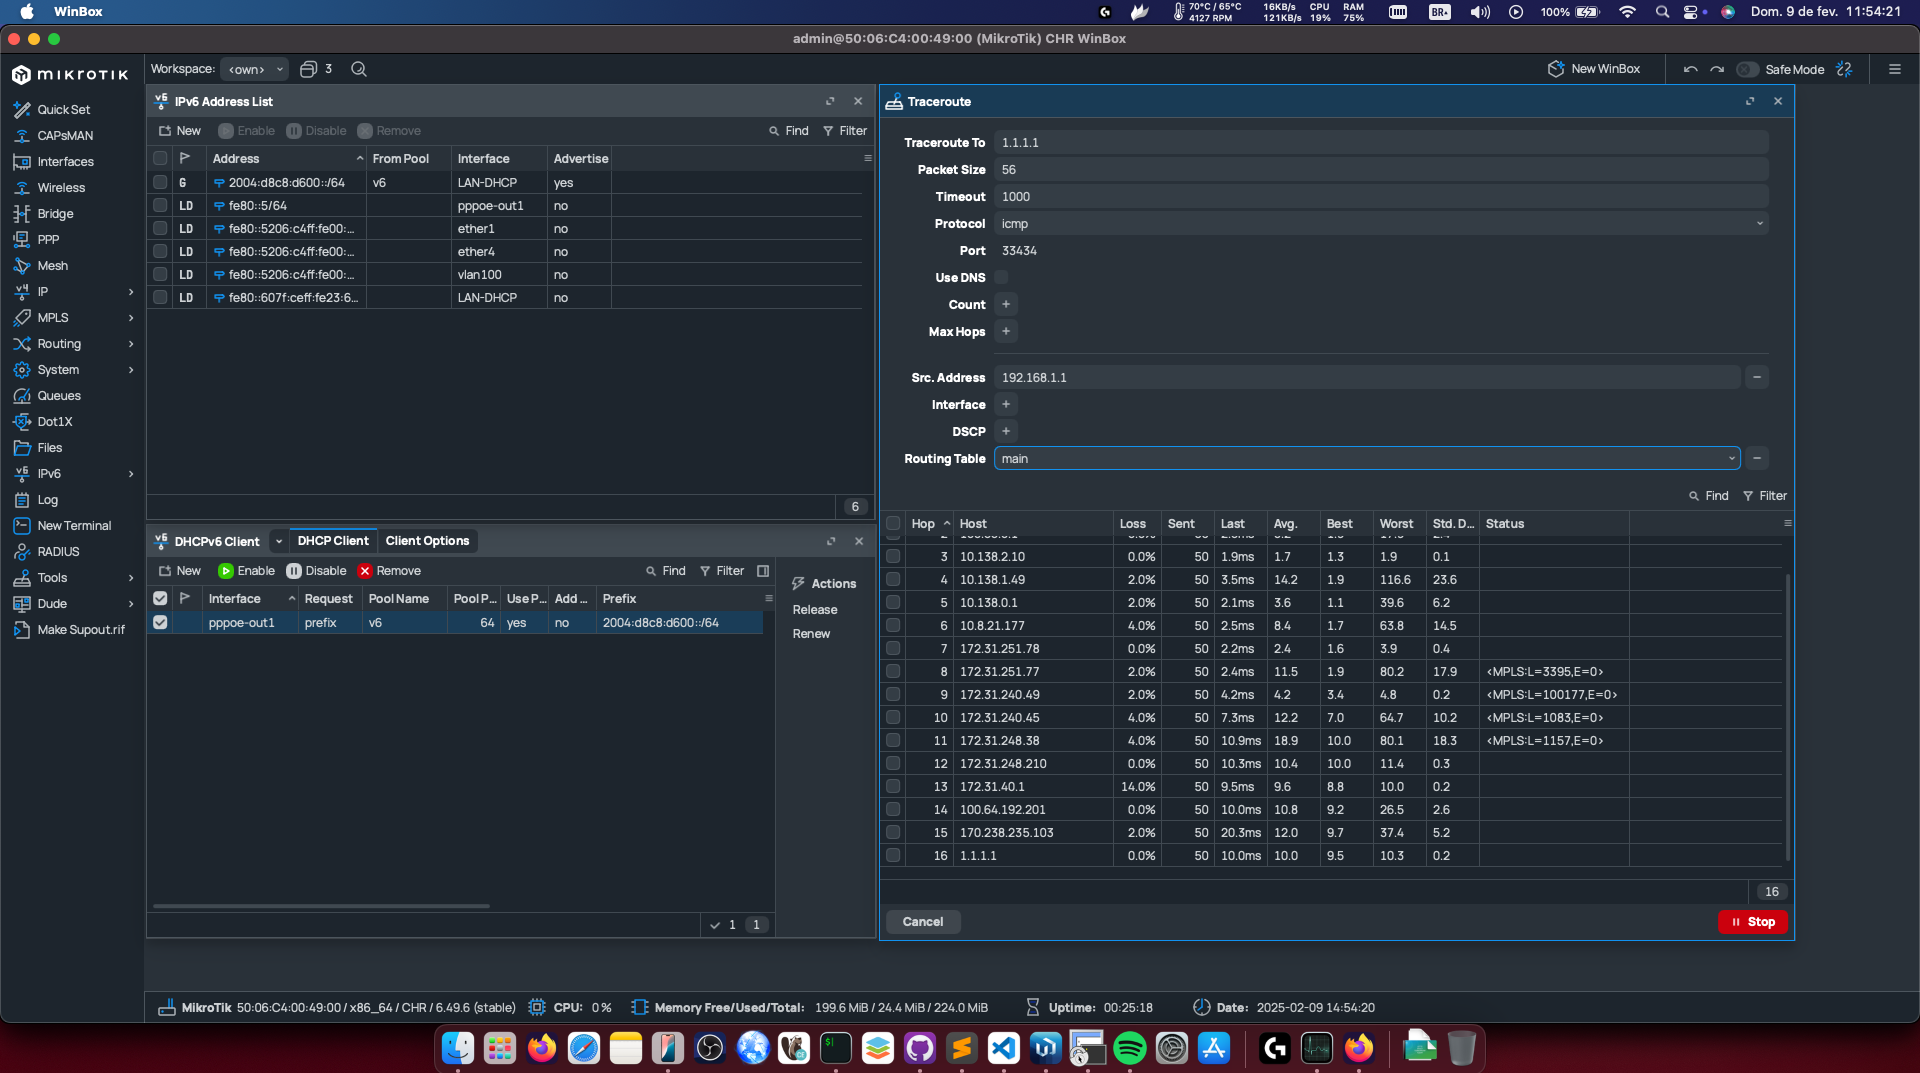 WinBox
70°C / 65°C
4127 RPM
16KB/s
121KB/s
CPU
19%
RAM
75%
BR
100%
Dom. 9 de fev. 11:54:21
admin@50:06:C4:00:49:00 (MikroTik) CHR WinBox
MIKROTIK
Workspace: <own> 3
New WinBox
Safe Mode
Quick Set
CAPsMAN
Interfaces
Wireless
Bridge
PPP
Mesh
IP
MPLS
Routing
System
Queues
Dot1X
Files
IPv6
Log
New Terminal
RADIUS
Tools
Dude
Make Supout.rif
IPv6 Address List
New Enable Disable Remove Find Filter
Address From Pool Interface Advertise
G 2004:d8c8:d600::/64 v6 LAN-DHCP yes
LD fe80::5/64 pppoe-out1 no
LD fe80::5206:c4ff:fe00:... ether1 no
LD fe80::5206:c4ff:fe00:... ether4 no
LD fe80::5206:c4ff:fe00:... vlan100 no
LD fe80::607f:ceff:fe23:6... LAN-DHCP no
6
DHCPv6 Client DHCP Client Client Options
New Enable Disable Remove Find Filter
Interface Request Pool Name Pool P... Use P... Add ... Prefix
pppoe-out1 prefix v6 64 yes no 2004:d8c8:d600::/64
1 1
Actions
Release
Renew
Traceroute
Traceroute To 1.1.1.1
Packet Size 56
Timeout 1000
Protocol icmp
Port 33434
Use DNS
Count +
Max Hops +
Src. Address 192.168.1.1
Interface +
DSCP +
Routing Table main
Find Filter
Hop Host Loss Sent Last Avg. Best Worst Std. D... Status
3 10.138.2.10 0.0% 50 1.9ms 1.7 1.3 1.9 0.1
4 10.138.1.49 2.0% 50 3.5ms 14.2 1.9 116.6 23.6
5 10.138.0.1 2.0% 50 2.1ms 3.6 1.1 39.6 6.2
6 10.8.21.177 4.0% 50 2.5ms 8.4 1.7 63.8 14.5
7 172.31.251.78 0.0% 50 2.2ms 2.4 1.6 3.9 0.4
8 172.31.251.77 2.0% 50 2.4ms 11.5 1.9 80.2 17.9 <MPLS:L=3395,E=0>
9 172.31.240.49 2.0% 50 4.2ms 4.2 3.4 4.8 0.2 <MPLS:L=100177,E=0>
10 172.31.240.45 4.0% 50 7.3ms 12.2 7.0 64.7 10.2 <MPLS:L=1083,E=0>
11 172.31.248.38 4.0% 50 10.9ms 18.9 10.0 80.1 18.3 <MPLS:L=1157,E=0>
12 172.31.248.210 0.0% 50 10.3ms 10.4 10.0 11.4 0.3
13 172.31.40.1 14.0% 50 9.5ms 9.6 8.8 10.0 0.2
14 100.64.192.201 0.0% 50 10.0ms 10.8 9.2 26.5 2.6
15 170.238.235.103 2.0% 50 20.3ms 12.0 9.7 37.4 5.2
16 1.1.1.1 0.0% 50 10.0ms 10.0 9.5 10.3 0.2
16
Cancel
Stop
MikroTik 50:06:C4:00:49:00 / x86_64 / CHR / 6.49.6 (stable) CPU: 0 % Memory Free/Used/Total: 199.6 MiB / 24.4 MiB / 224.0 MiB Uptime: 00:25:18 Date: 2025-02-09 14:54:20